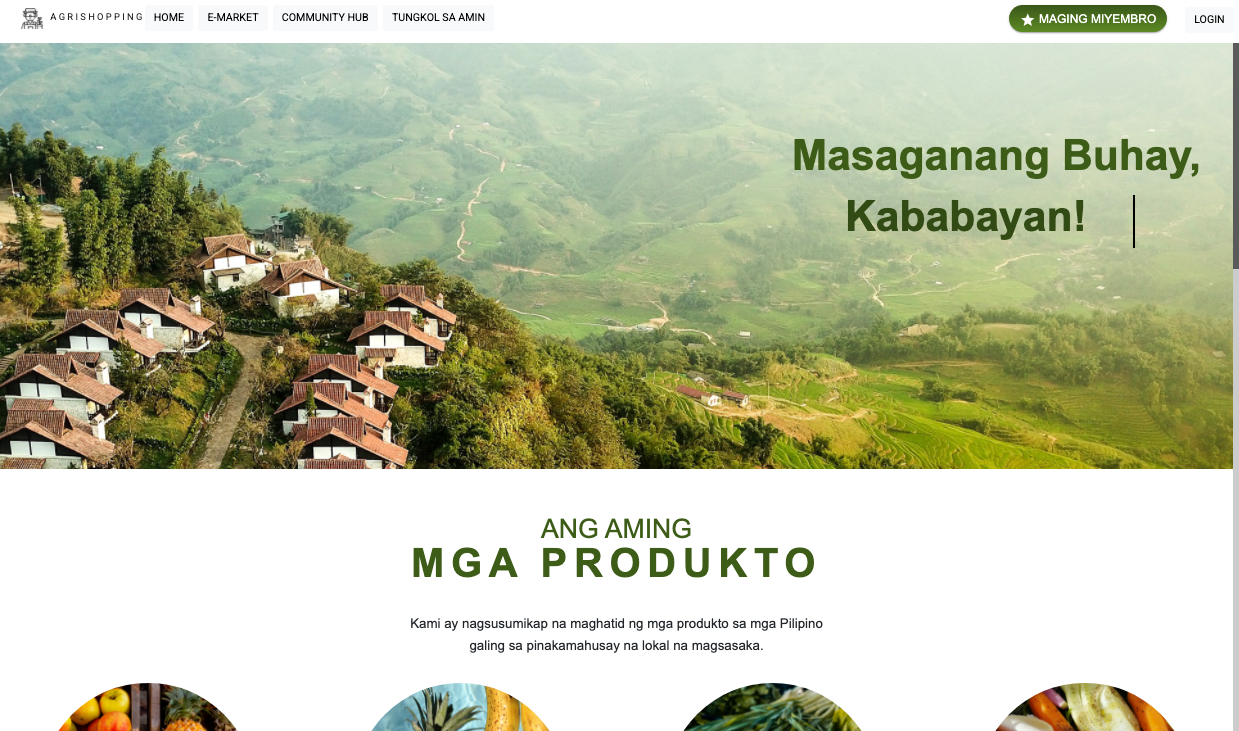 AGRISHOPPING HOME E-MARKET COMMUNITY HUB TUNGKOL SA AMIN MAGING MIYEMBRO LOGIN
Masaganang Buhay,
Kababayan!
ANG AMING
MGA PRODUKTO
Kami ay nagsusumikap na maghatid ng mga produkto sa mga Pilipino
galing sa pinakamahusay na lokal na magsasaka.